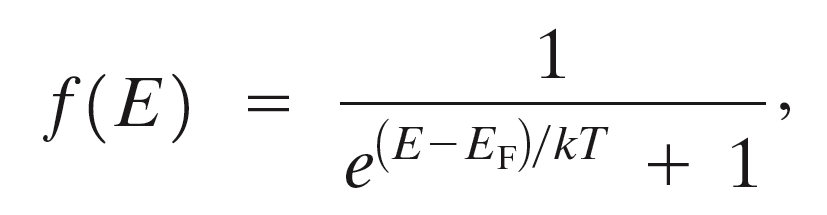 f(E) = 1 / (e^((E−E_F)/kT) + 1),